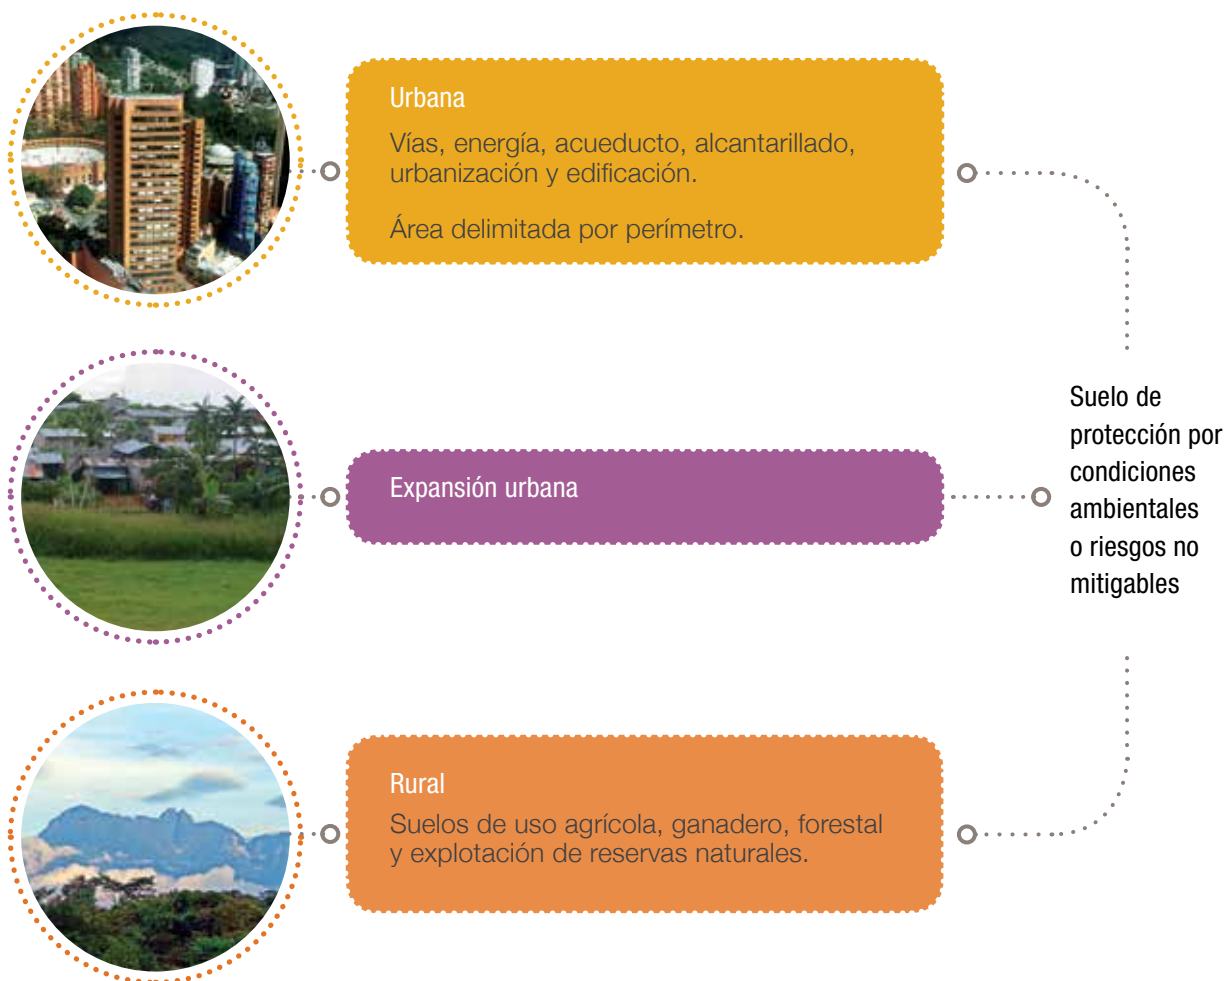 Urbana
Vías, energía, acueducto, alcantarillado,
urbanización y edificación.
Área delimitada por perímetro.
Expansión urbana
Suelo de
protección por
condiciones
ambientales
o riesgos no
mitigables
Rural
Suelos de uso agrícola, ganadero, forestal
y explotación de reservas naturales.